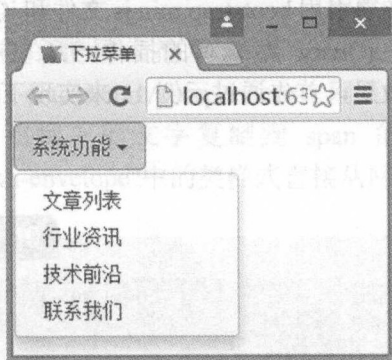 下拉菜单
localhost:63
系统功能
文章列表
行业资讯
技术前沿
联系我们